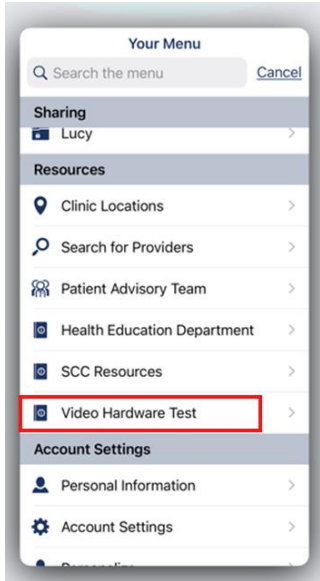 Your Menu
Search the menu Cancel
Sharing
Lucy
Resources
Clinic Locations
Search for Providers
Patient Advisory Team
Health Education Department
SCC Resources
Video Hardware Test
Account Settings
Personal Information
Account Settings